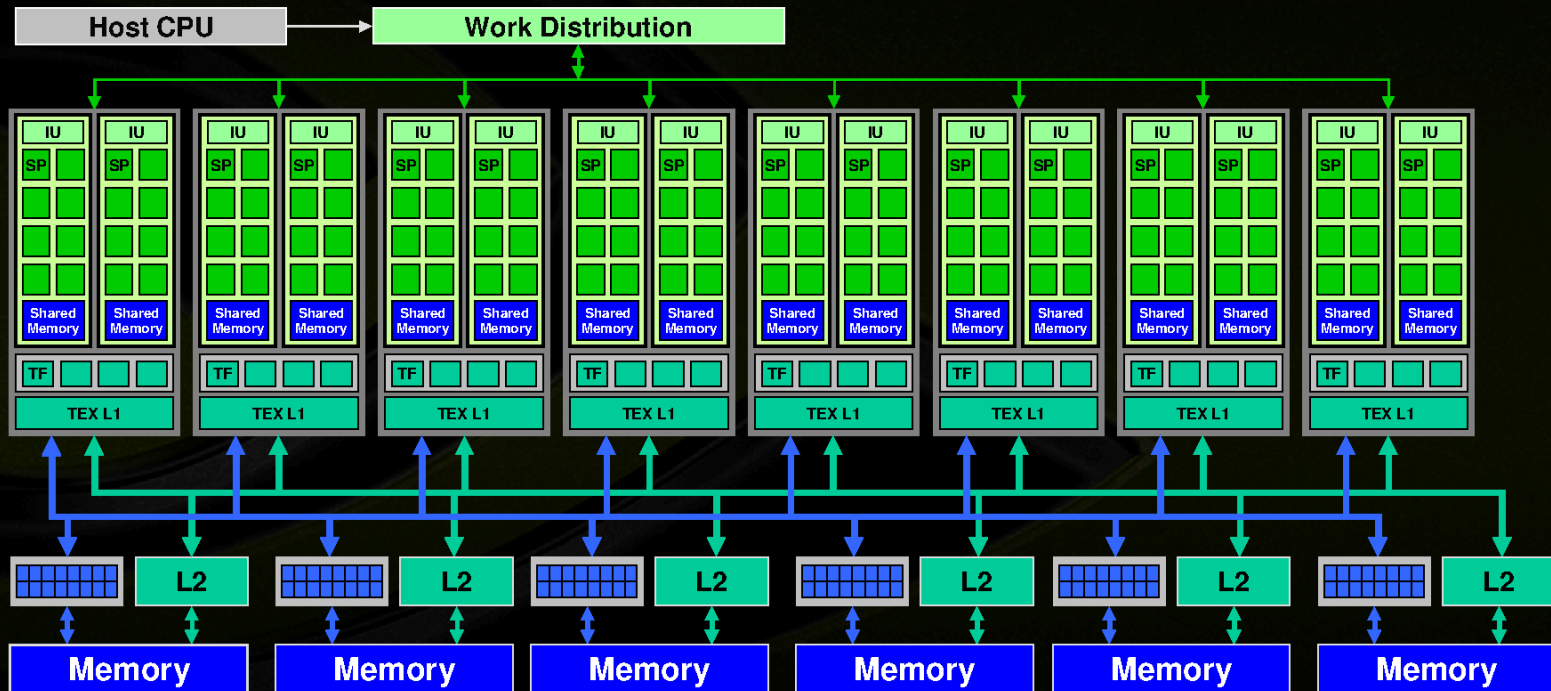 Host CPU
Work Distribution
IU IU IU IU IU IU IU IU IU IU IU IU IU IU IU IU
SP SP SP SP SP SP SP SP SP SP SP SP SP SP SP SP
Shared Shared Shared Shared Shared Shared Shared Shared Shared Shared Shared Shared Shared Shared Shared Shared
Memory Memory Memory Memory Memory Memory Memory Memory Memory Memory Memory Memory Memory Memory Memory Memory
TF TF TF TF TF TF TF TF
TEX L1 TEX L1 TEX L1 TEX L1 TEX L1 TEX L1 TEX L1 TEX L1
L2 L2 L2 L2 L2 L2
Memory Memory Memory Memory Memory Memory